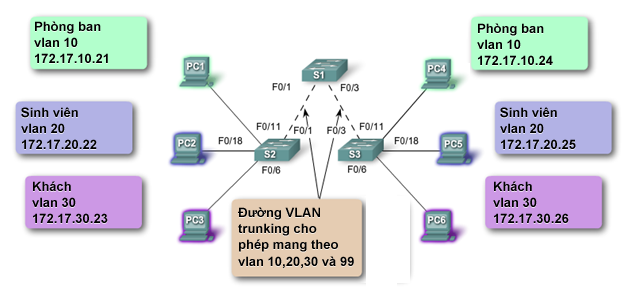 Phòng ban
vlan 10
172.17.10.21
Phòng ban
vlan 10
172.17.10.24
PC1
F0/1
S1
F0/3
PC4
Sinh viên
vlan 20
172.17.20.22
Sinh viên
vlan 20
172.17.20.25
F0/11
F0/1
F0/3
F0/11
PC2
F0/18
S2
S3
F0/18
PC5
F0/6
F0/6
Khách
vlan 30
172.17.30.23
Khách
vlan 30
172.17.30.26
PC3
PC6
Đường VLAN
trunking cho
phép mang theo
vlan 10,20,30 và 99